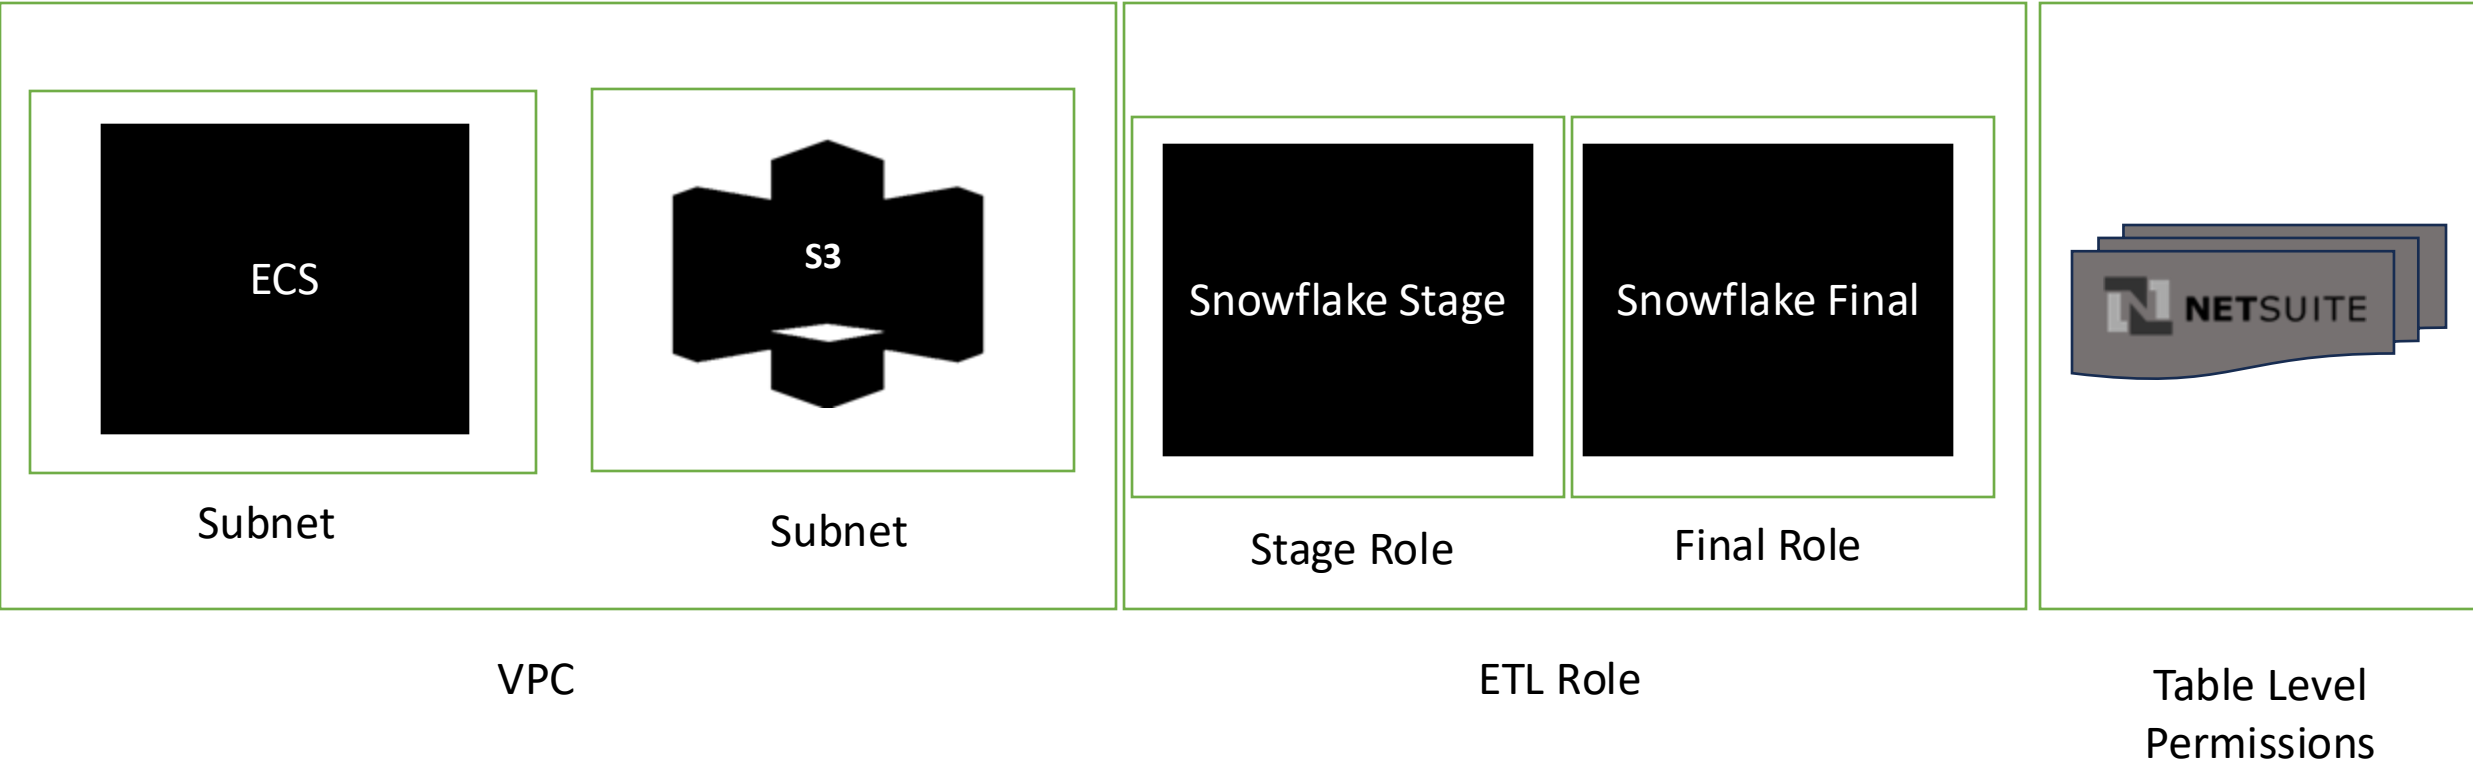 ECS
S3
Snowflake Stage
Snowflake Final
NETSUITE
Subnet
Subnet
Stage Role
Final Role
VPC
ETL Role
Table Level
Permissions